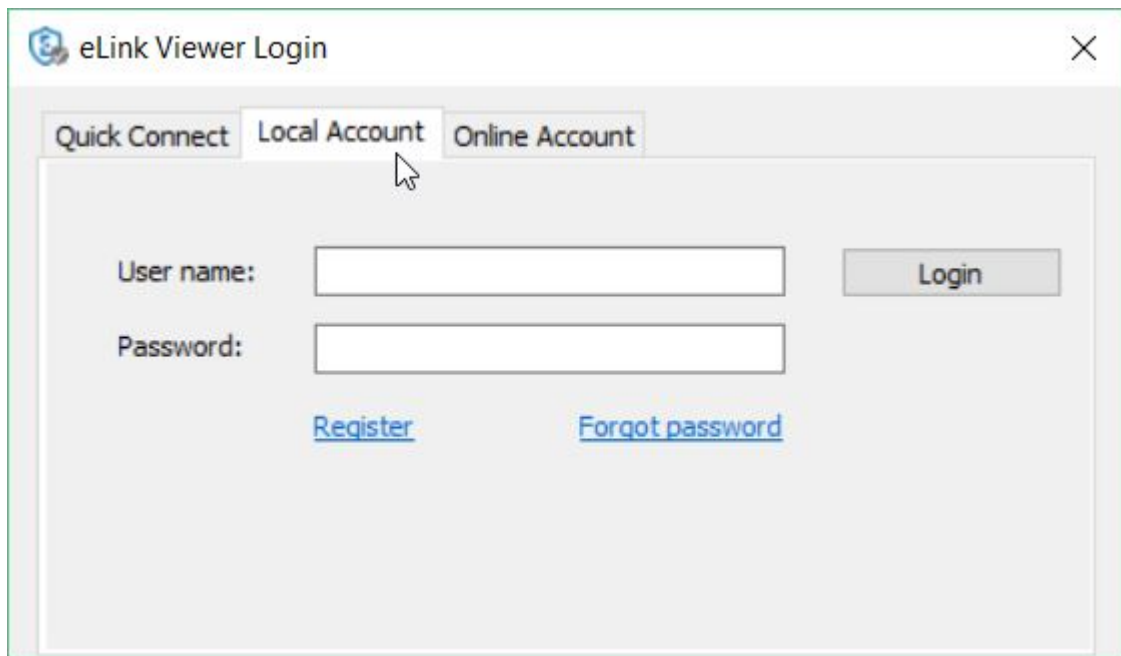 eLink Viewer Login
Quick Connect Local Account Online Account
User name: Login
Password:
Register Forgot password